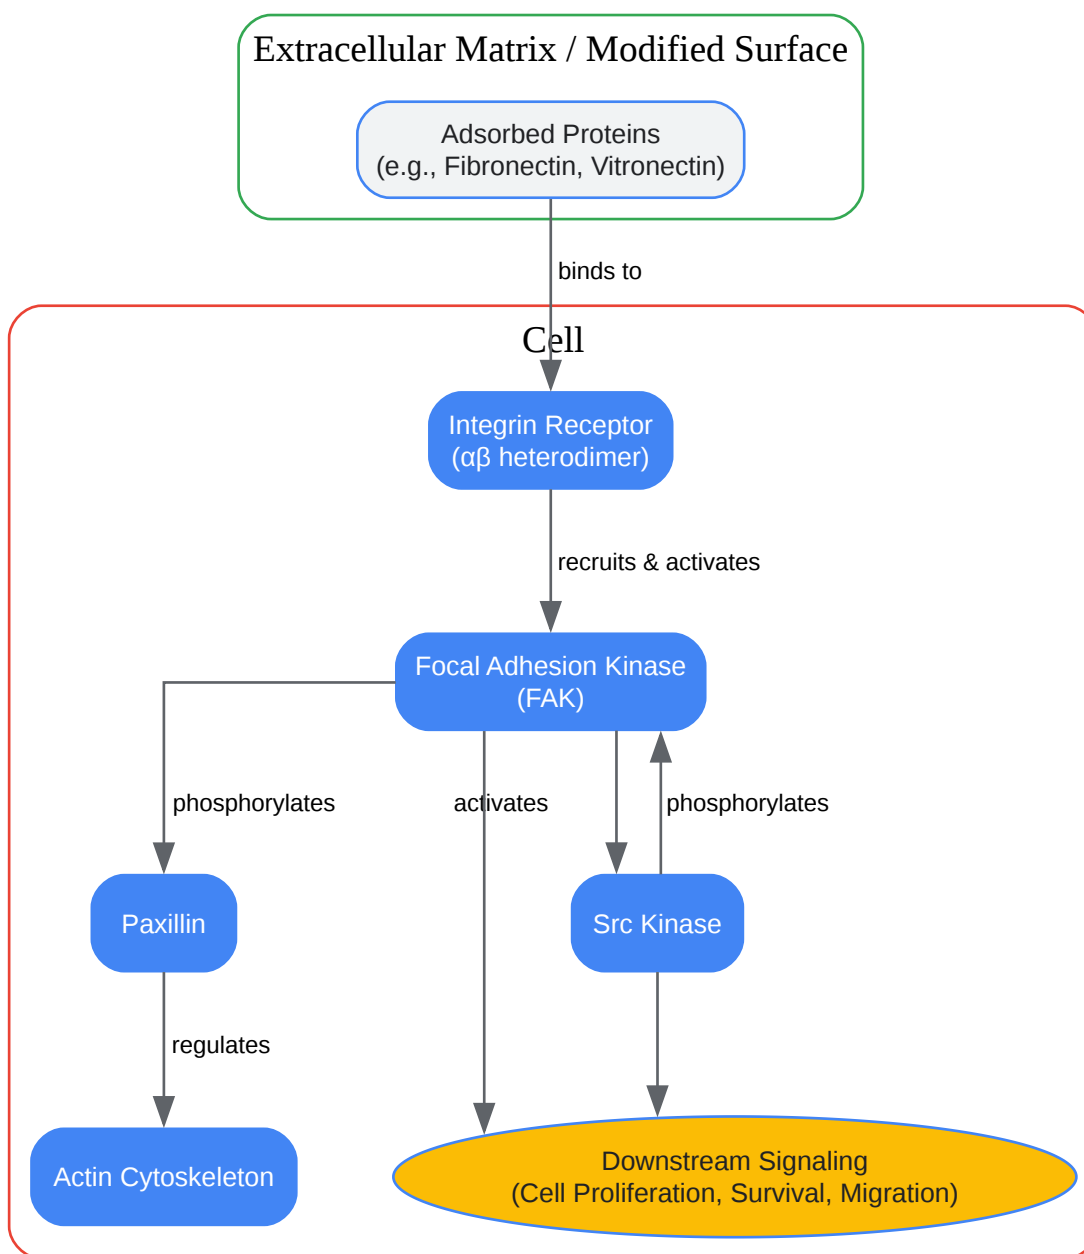 Extracellular Matrix / Modified Surface
Adsorbed Proteins
(e.g., Fibronectin, Vitronectin)
binds to
Cell
Integrin Receptor
(αβ heterodimer)
recruits & activates
Focal Adhesion Kinase
(FAK)
phosphorylates
activates
phosphorylates
Paxillin
Src Kinase
regulates
Actin Cytoskeleton
Downstream Signaling
(Cell Proliferation, Survival, Migration)